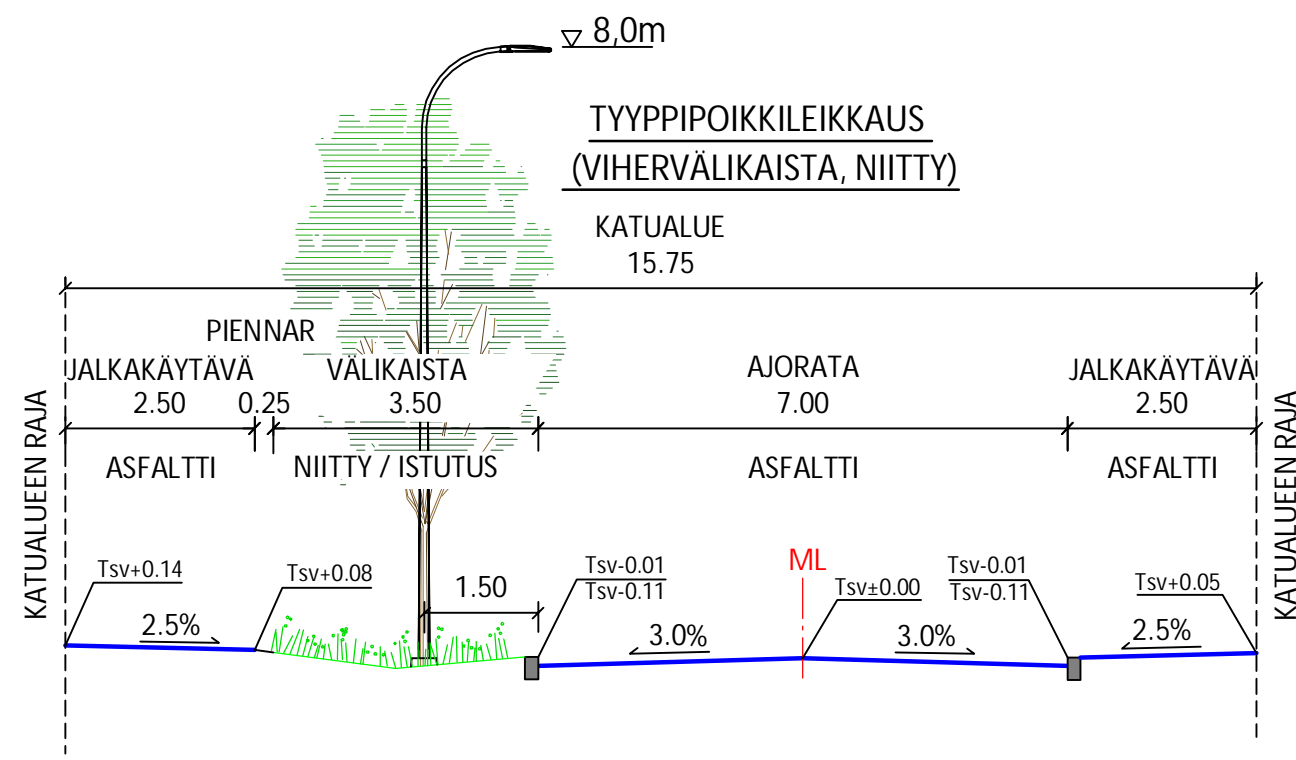 8,0m
TYYPPIPOIKKILEIKKAUS
(VIHERVÄLIKAISTA, NIITTY)
KATUALUE
15.75
PIENNAR
JALKAKÄYTÄVÄ
VÄLIKAISTA
AJORATA
JALKAKÄYTÄVÄ
2.50
0.25
3.50
7.00
2.50
ASFALTTI
NIITTY / ISTUTUS
ASFALTTI
ASFALTTI
KATUALUEEN RAJA
KATUALUEEN RAJA
Tsv+0.14
Tsv+0.08
1.50
Tsv-0.01
Tsv-0.11
ML
Tsv±0.00
Tsv-0.01
Tsv-0.11
Tsv+0.05
2.5%
3.0%
3.0%
2.5%